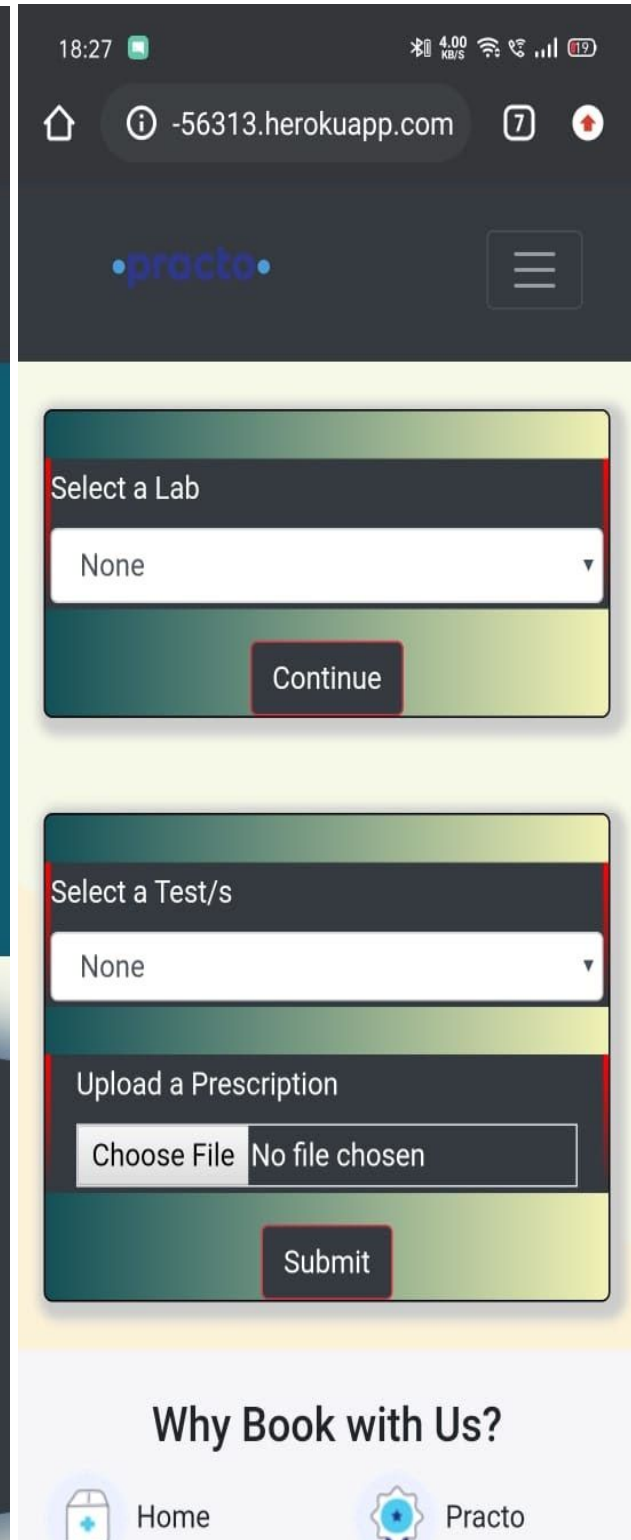 18:27 4.00 KB/S 19
-56313.herokuapp.com 7
practo
Select a Lab
None
Continue
Select a Test/s
None
Upload a Prescription
Choose File No file chosen
Submit
Why Book with Us?
Home Practo